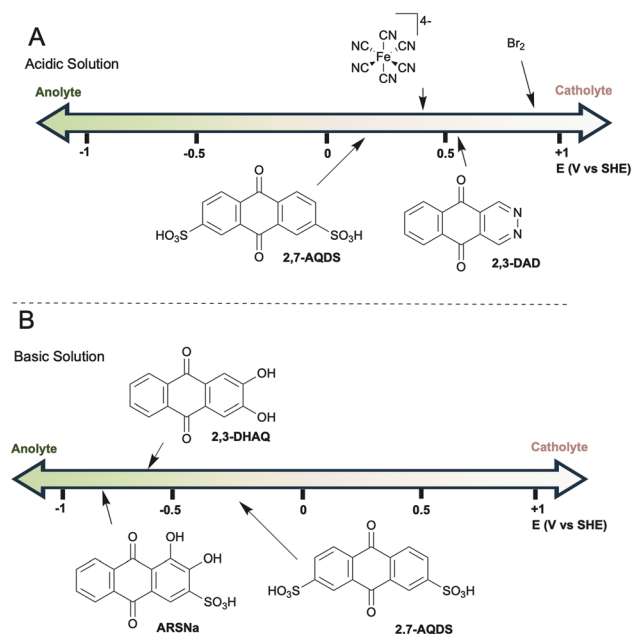 A
Acidic Solution
4-
CN
NC CN
Fe
NC CN
CN
Br2
Anolyte
Catholyte
-1 -0.5 0 0.5 +1
E (V vs SHE)
O
HO3S
SO3H
O
2,7-AQDS
O
N
N
O
2,3-DAD
B
Basic Solution
O
OH
OH
O
2,3-DHAQ
Anolyte
Catholyte
-1 -0.5 0 0.5 +1
E (V vs SHE)
O OH
OH
SO3H
O
ARSNa
O
HO3S
SO3H
O
2,7-AQDS